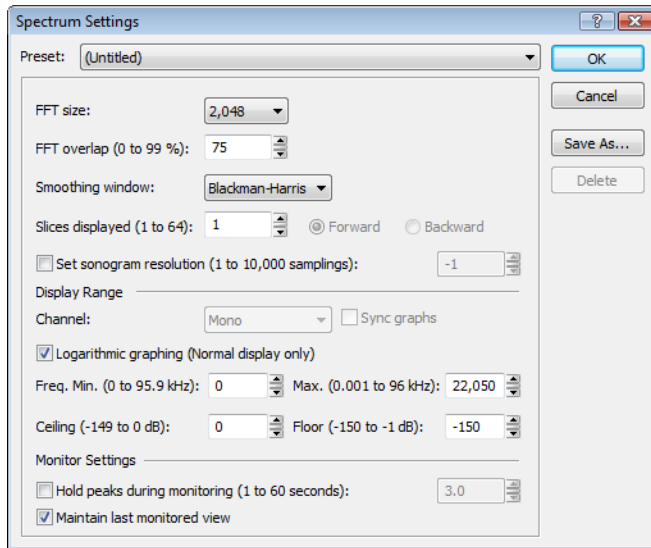 Spectrum Settings
Preset: (Untitled)
OK
Cancel
Save As...
Delete
FFT size: 2,048
FFT overlap (0 to 99 %): 75
Smoothing window: Blackman-Harris
Slices displayed (1 to 64): 1 Forward Backward
Set sonogram resolution (1 to 10,000 samplings): -1
Display Range
Channel: Mono Sync graphs
Logarithmic graphing (Normal display only)
Freq. Min. (0 to 95.9 kHz): 0 Max. (0.001 to 96 kHz): 22,050
Ceiling (-149 to 0 dB): 0 Floor (-150 to -1 dB): -150
Monitor Settings
Hold peaks during monitoring (1 to 60 seconds): 3.0
Maintain last monitored view